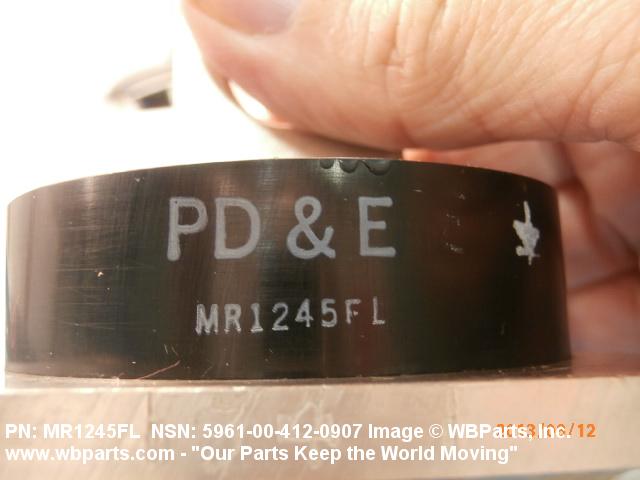 PD & E
MR1245FL
PN: MR1245FL NSN: 5961-00-412-0907 Image © WBParts, Inc.
www.wbparts.com - "Our Parts Keep the World Moving"